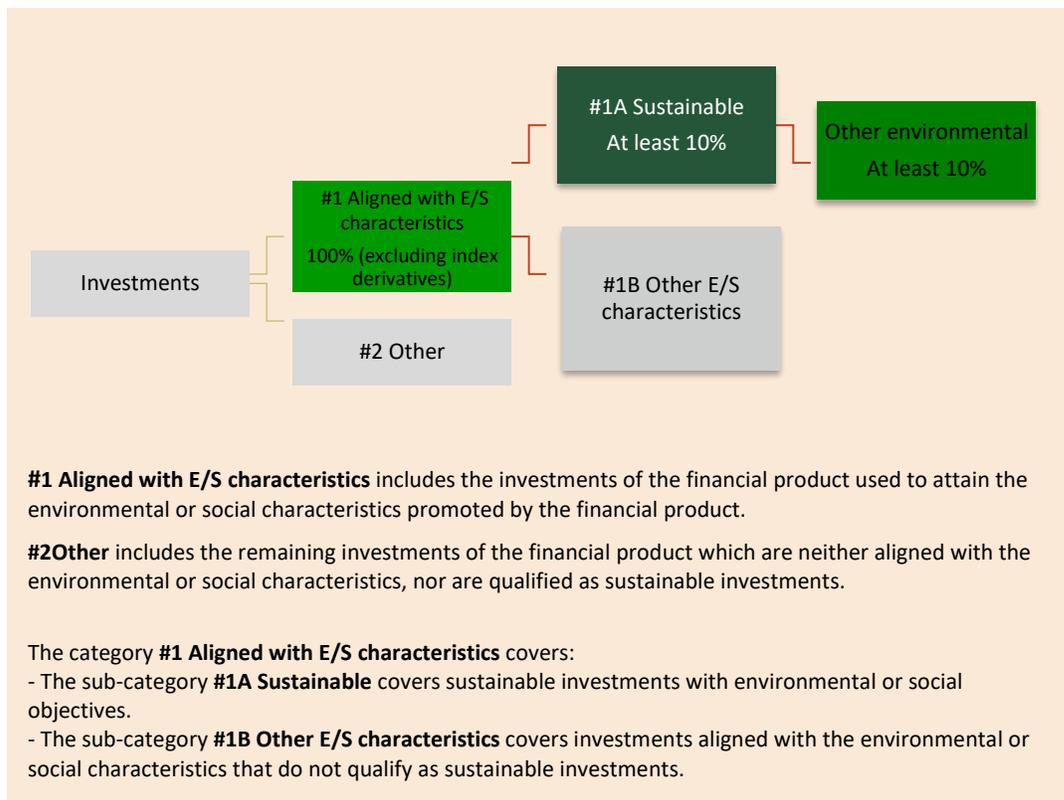 #1A Sustainable
At least 10%
Other environmental
At least 10%
#1 Aligned with E/S
characteristics
100% (excluding index
derivatives)
Investments
#1B Other E/S
characteristics
#2 Other
#1 Aligned with E/S characteristics includes the investments of the financial product used to attain the
environmental or social characteristics promoted by the financial product.
#2Other includes the remaining investments of the financial product which are neither aligned with the
environmental or social characteristics, nor are qualified as sustainable investments.
The category #1 Aligned with E/S characteristics covers:
- The sub-category #1A Sustainable covers sustainable investments with environmental or social
objectives.
- The sub-category #1B Other E/S characteristics covers investments aligned with the environmental or
social characteristics that do not qualify as sustainable investments.